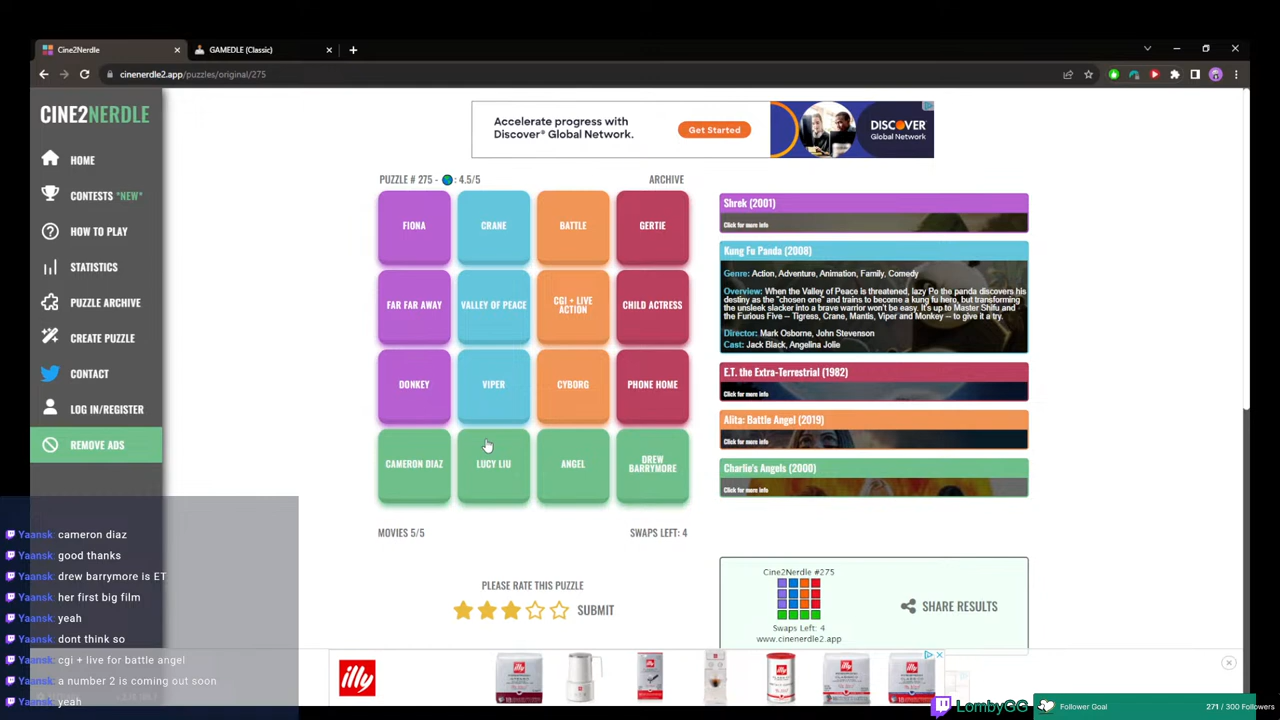 Cine2Nerdle
GAMEDLE (Classic)
cinenerdle2.app/puzzles/original/275
CINE2NERDLE
HOME
CONTESTS *NEW*
HOW TO PLAY
STATISTICS
PUZZLE ARCHIVE
CREATE PUZZLE
CONTACT
LOG IN/REGISTER
REMOVE ADS
Accelerate progress with
Discover® Global Network.
Get Started
DISCOVER
Global Network
PUZZLE # 275 - : 4.5/5
ARCHIVE
FIONA
CRANE
BATTLE
GERTIE
FAR FAR AWAY
VALLEY OF PEACE
CGI + LIVE
ACTION
CHILD ACTRESS
DONKEY
VIPER
CYBORG
PHONE HOME
CAMERON DIAZ
LUCY LIU
ANGEL
DREW
BARRYMORE
MOVIES 5/5
SWAPS LEFT: 4
PLEASE RATE THIS PUZZLE
SUBMIT
Shrek (2001)
Click for more info
Kung Fu Panda (2008)
Genre: Action, Adventure, Animation, Family, Comedy
Overview: When the Valley of Peace is threatened, lazy Po the panda discovers his
destiny as the "chosen one" and trains to become a kung fu hero, but transforming
the unsleek slacker into a brave warrior won't be easy. It's up to Master Shifu and
the Furious Five -- Tigress, Crane, Mantis, Viper and Monkey -- to give it a try.
Director: Mark Osborne, John Stevenson
Cast: Jack Black, Angelina Jolie
E.T. the Extra-Terrestrial (1982)
Click for more info
Alita: Battle Angel (2019)
Click for more info
Charlie's Angels (2000)
Click for more info
Cine2Nerdle #275
Swaps Left: 4
www.cinenerdle2.app
SHARE RESULTS
Yaansk: cameron diaz
Yaansk: good thanks
Yaansk: drew barrymore is ET
Yaansk: her first big film
Yaansk: yeah
Yaansk: dont think so
Yaansk: cgi + live for battle angel
Yaansk: a number 2 is coming out soon
Yaansk: yeah
illy
LombyGG
Follower Goal
271 / 300 Followers